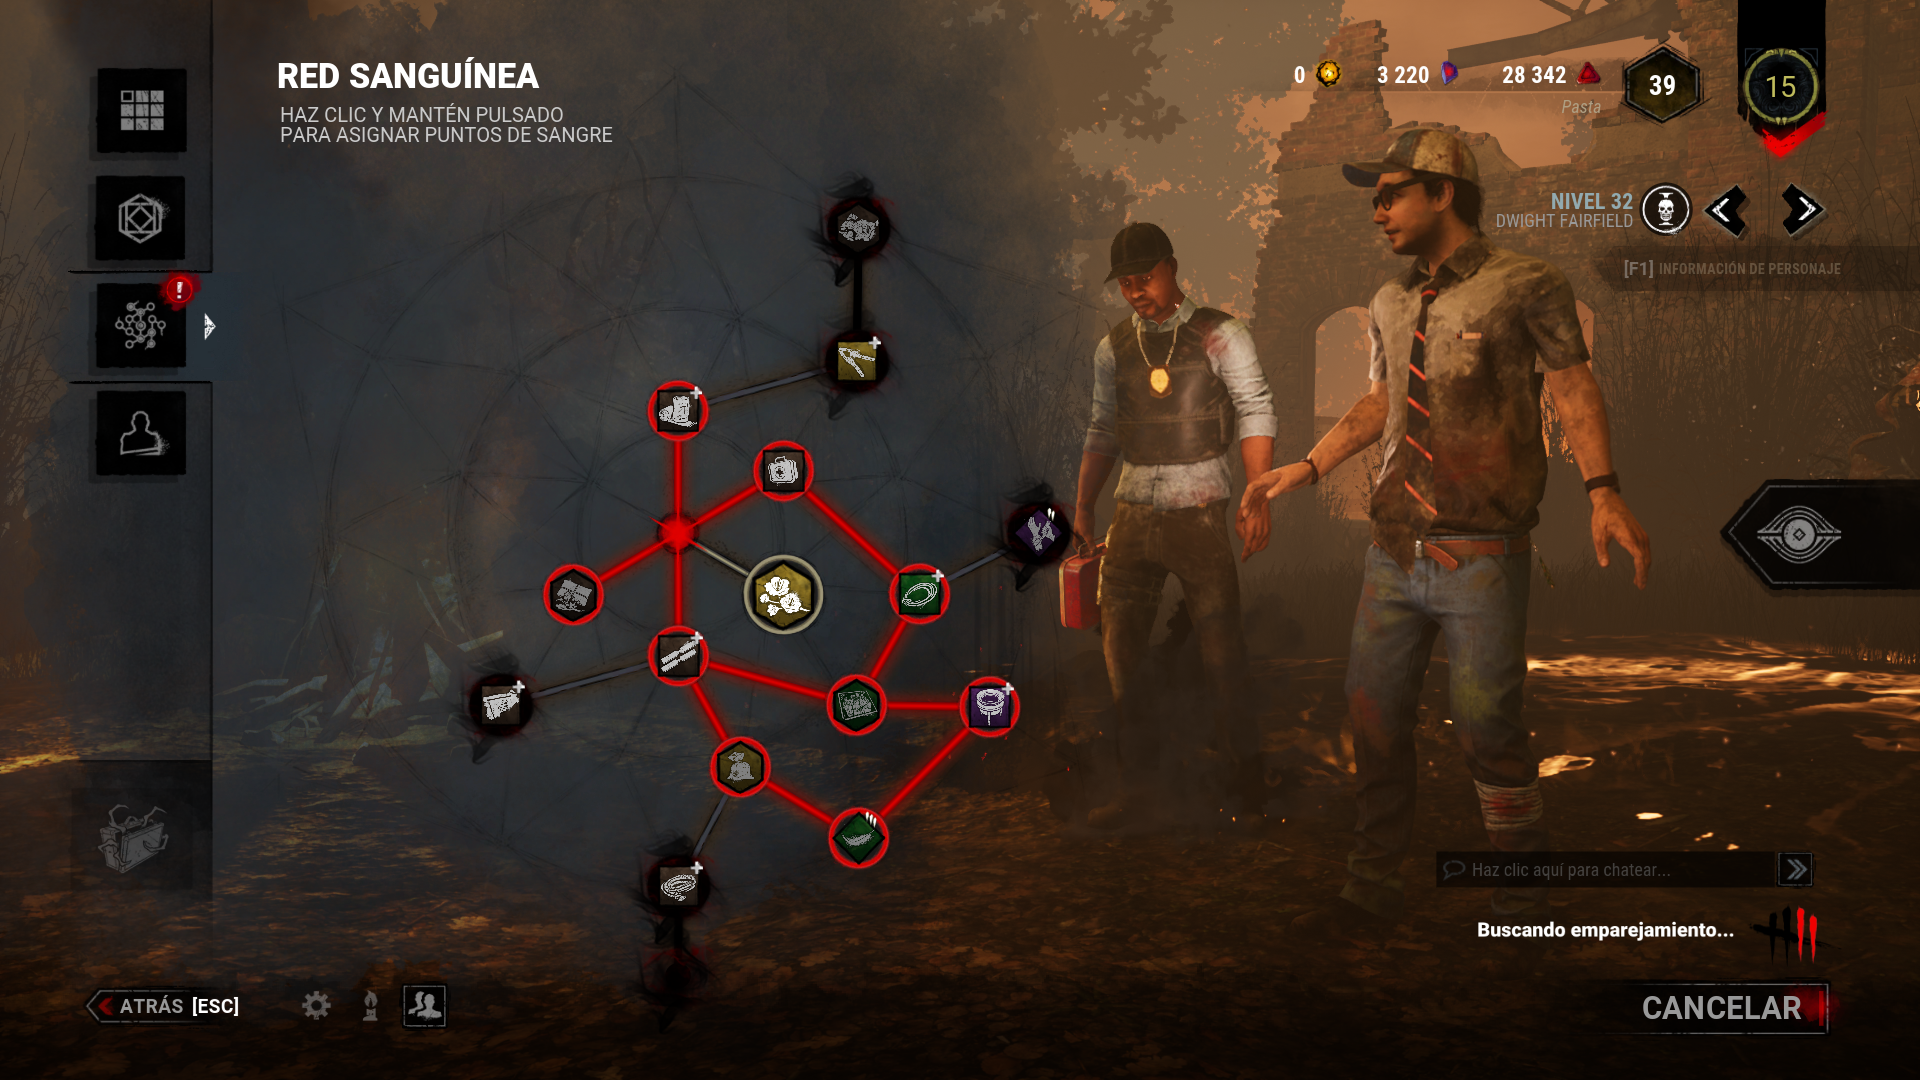 RED SANGUÍNEA
HAZ CLIC Y MANTÉN PULSADO
PARA ASIGNAR PUNTOS DE SANGRE
0
3 220
28 342
Pasta
39
15
!
NIVEL 32
DWIGHT FAIRFIELD
[F1] INFORMACIÓN DE PERSONAJE
Haz clic aquí para chatear...
Buscando emparejamiento...
ATRÁS [ESC]
CANCELAR